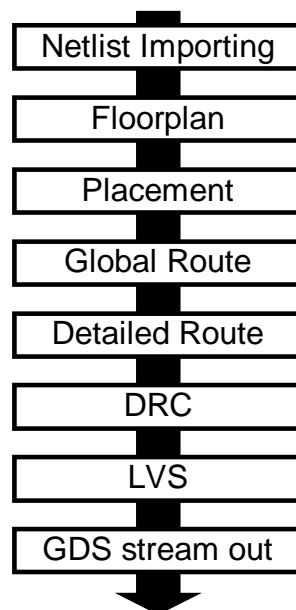 Netlist Importing
Floorplan
Placement
Global Route
Detailed Route
DRC
LVS
GDS stream out